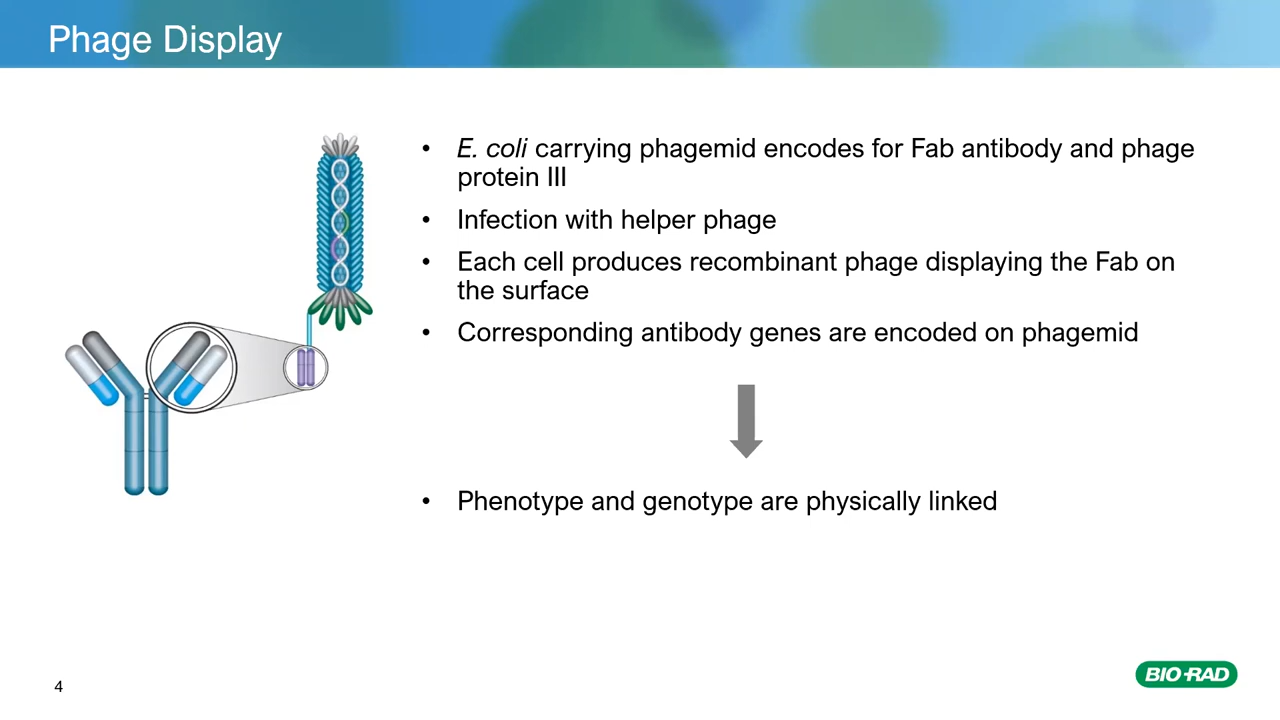 Phage Display
• E. coli carrying phagemid encodes for Fab antibody and phage
protein III
• Infection with helper phage
• Each cell produces recombinant phage displaying the Fab on
the surface
• Corresponding antibody genes are encoded on phagemid
• Phenotype and genotype are physically linked
4
BIO-RAD